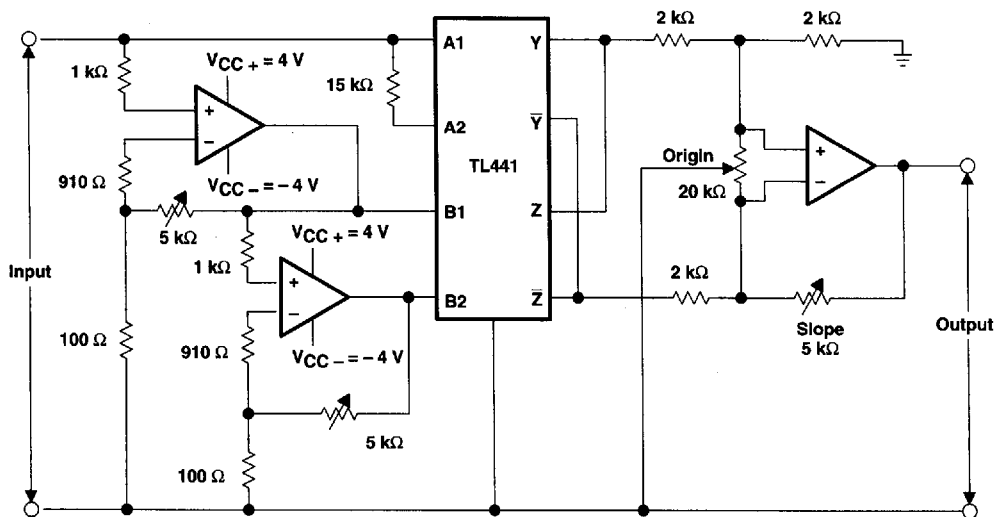 2 kΩ
2 kΩ
A1
Y
1 kΩ
VCC + = 4 V
15 kΩ
+
−
A2
Y̅
TL441
Origin
20 kΩ
+
−
910 Ω
VCC − = − 4 V
5 kΩ
B1
Z
VCC + = 4 V
1 kΩ
Input
+
−
B2
Z̅
2 kΩ
Slope
5 kΩ
Output
100 Ω
910 Ω
VCC − = − 4 V
5 kΩ
100 Ω